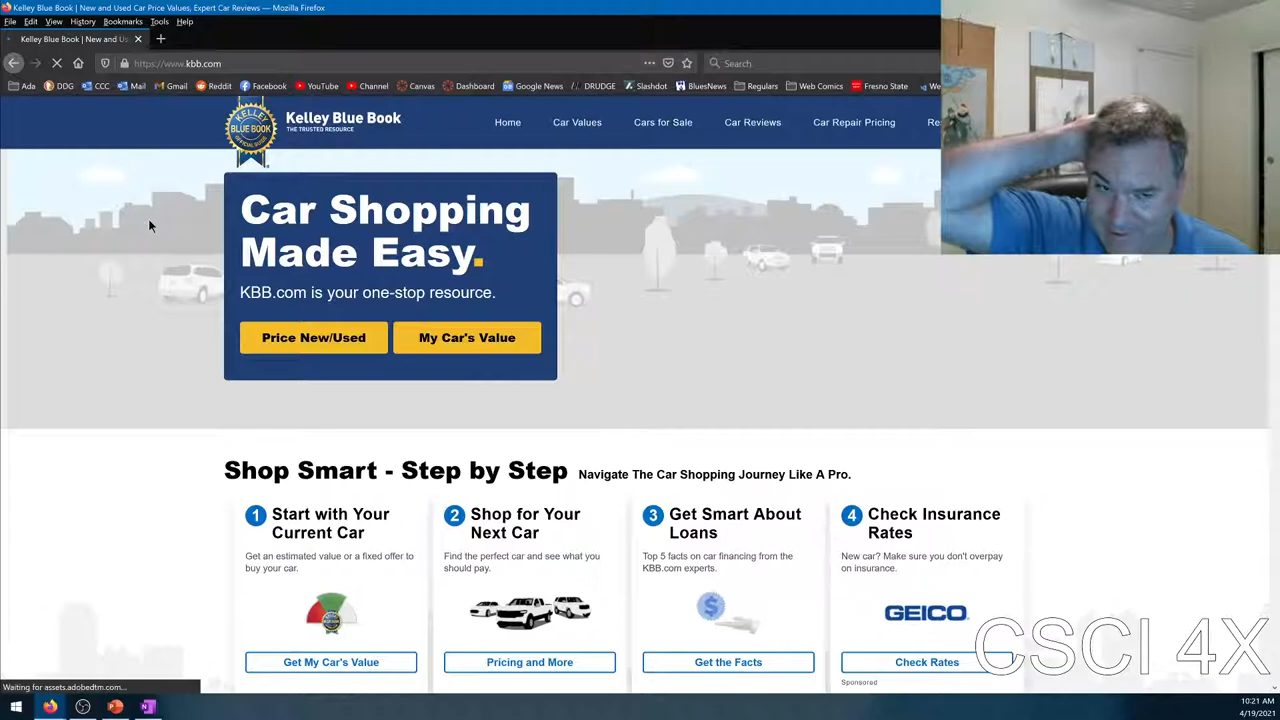 Kelley Blue Book | New and Used Car Price Values, Expert Car Reviews — Mozilla Firefox
File Edit View History Bookmarks Tools Help
Kelley Blue Book | New and Us
https://www.kbb.com
Search
Ada DDG CCC Mail Gmail Reddit Facebook YouTube Channel Canvas Dashboard Google News DRUDGE Slashdot BluesNews Regulars Web Comics Fresno State We
KELLEY
BLUE BOOK
OFFICIAL GUIDE
Kelley Blue Book
THE TRUSTED RESOURCE
Home Car Values Cars for Sale Car Reviews Car Repair Pricing Re
Car Shopping
Made Easy.
KBB.com is your one-stop resource.
Price New/Used My Car's Value
Shop Smart - Step by Step Navigate The Car Shopping Journey Like A Pro.
1 Start with Your
Current Car
Get an estimated value or a fixed offer to
buy your car.
Get My Car's Value
2 Shop for Your
Next Car
Find the perfect car and see what you
should pay.
Pricing and More
3 Get Smart About
Loans
Top 5 facts on car financing from the
KBB.com experts.
Get the Facts
4 Check Insurance
Rates
New car? Make sure you don't overpay
on insurance.
GEICO
Check Rates
Sponsored
CSCI 4X
Waiting for assets.adobedtm.com...
10:21 AM
4/19/2021